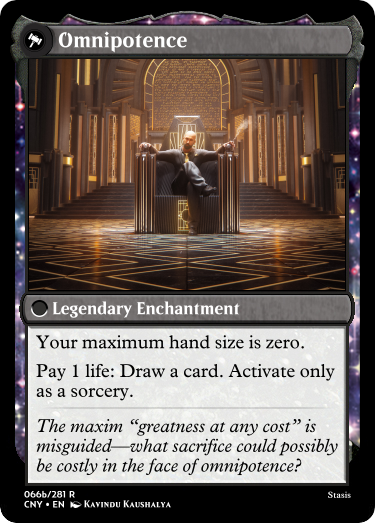 Omnipotence
Legendary Enchantment
Your maximum hand size is zero.
Pay 1 life: Draw a card. Activate only
as a sorcery.
The maxim “greatness at any cost” is
misguided—what sacrifice could possibly
be costly in the face of omnipotence?
066b/281 R
CNY • EN Kavindu Kaushalya
Stasis